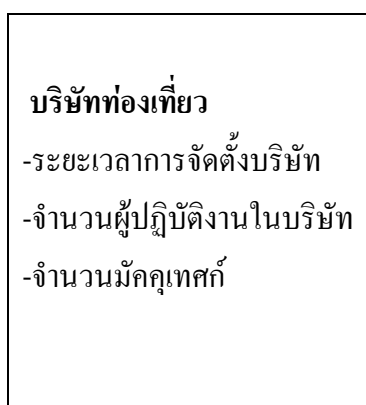 บริษัทท่องเที่ยว
-ระยะเวลาการจัดตั้งบริษัท
-จำนวนผู้ปฏิบัติงานในบริษัท
-จำนวนมัคคุเทศก์